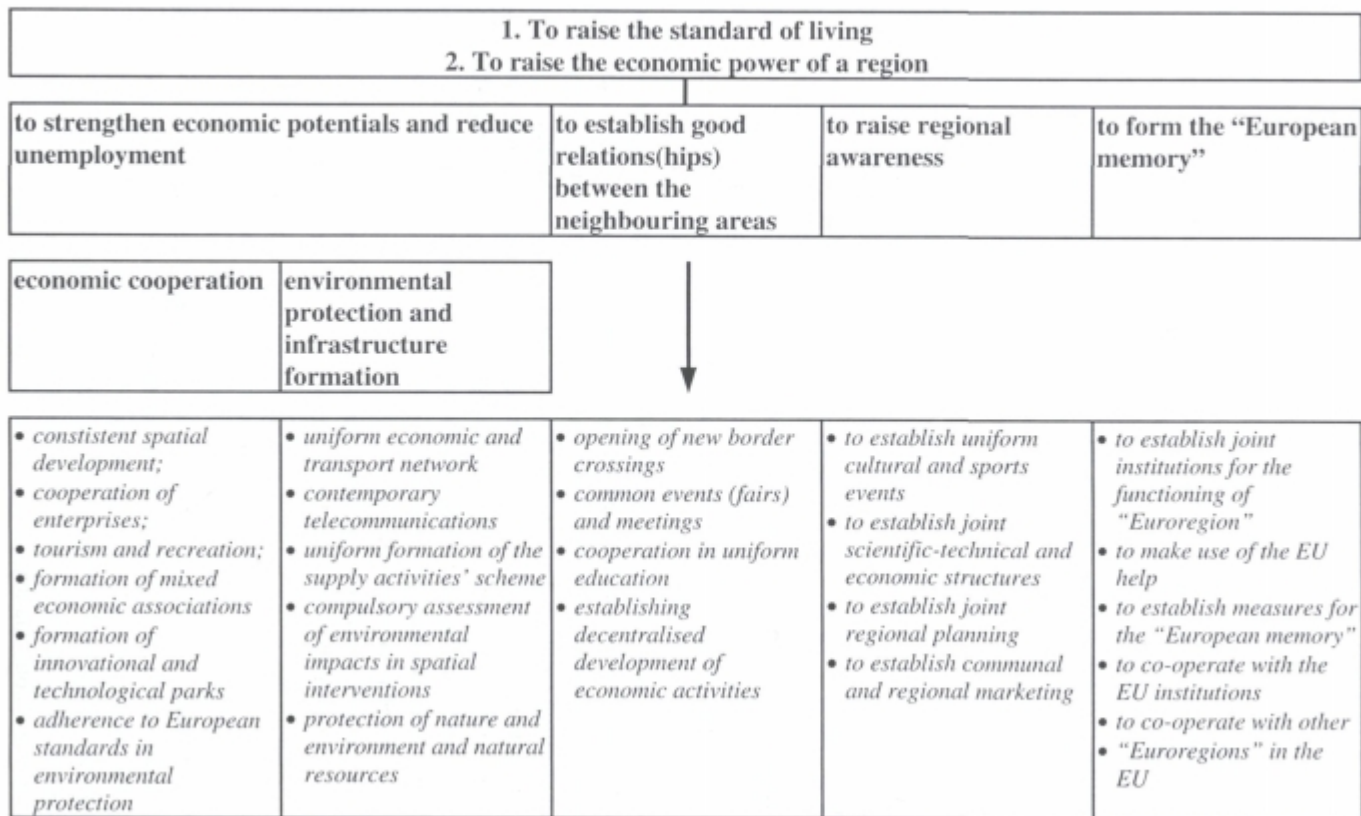 1. To raise the standard of living
2. To raise the economic power of a region
to strengthen economic potentials and reduce
unemployment
to establish good
relations(hips)
between the
neighbouring areas
to raise regional
awareness
to form the “European
memory”
economic cooperation
environmental
protection and
infrastructure
formation
• constistent spatial
development;
• cooperation of
enterprises;
• tourism and recreation;
• formation of mixed
economic associations
• formation of
innovational and
technological parks
• adherence to European
standards in
environmental
protection
• uniform economic and
transport network
• contemporary
telecommunications
• uniform formation of the
supply activities’ scheme
• compulsory assessment
of environmental
impacts in spatial
interventions
• protection of nature and
environment and natural
resources
• opening of new border
crossings
• common events (fairs)
and meetings
• cooperation in uniform
education
• establishing
decentralised
development of
economic activities
• to establish uniform
cultural and sports
events
• to establish joint
scientific-technical and
economic structures
• to establish joint
regional planning
• to establish communal
and regional marketing
• to establish joint
institutions for the
functioning of
“Euroregion”
• to make use of the EU
help
• to establish measures for
the “European memory”
• to co-operate with the
EU institutions
• to co-operate with other
• “Euroregions” in the
EU